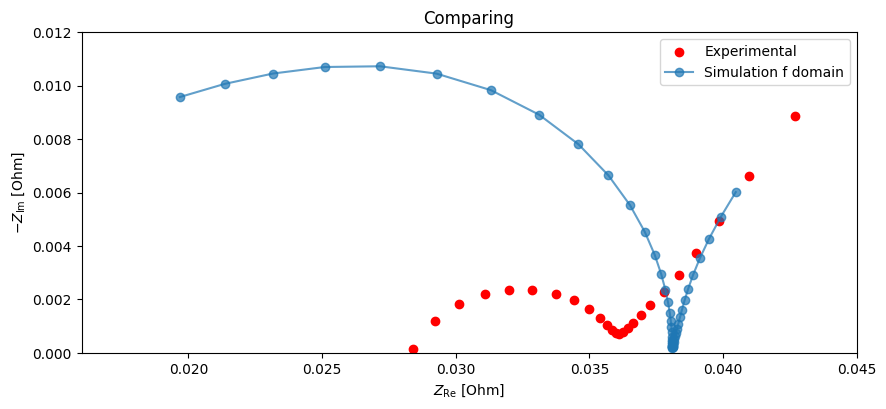 Comparing
Experimental
Simulation f domain
0.012
0.010
0.008
0.006
0.004
0.002
0.000
−Z_Im [Ohm]
0.020 0.025 0.030 0.035 0.040 0.045
Z_Re [Ohm]